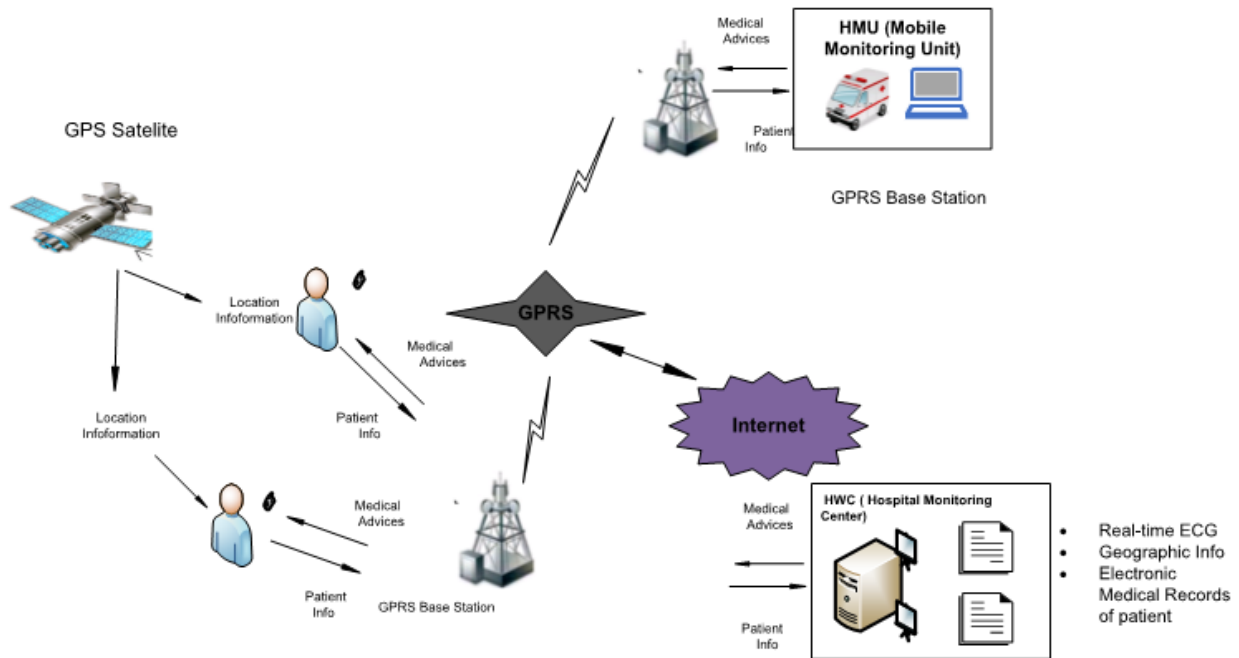 Medical
Advices
HMU (Mobile
Monitoring Unit)
Patient
Info
GPRS Base Station
GPS Satelite
Location
Infoformation
GPRS
Medical
Advices
Patient
Info
Location
Infoformation
Internet
Medical
Advices
Patient
Info
GPRS Base Station
Medical
Advices
Patient
Info
HWC ( Hospital Monitoring
Center)
• Real-time ECG
• Geographic Info
• Electronic
Medical Records
of patient